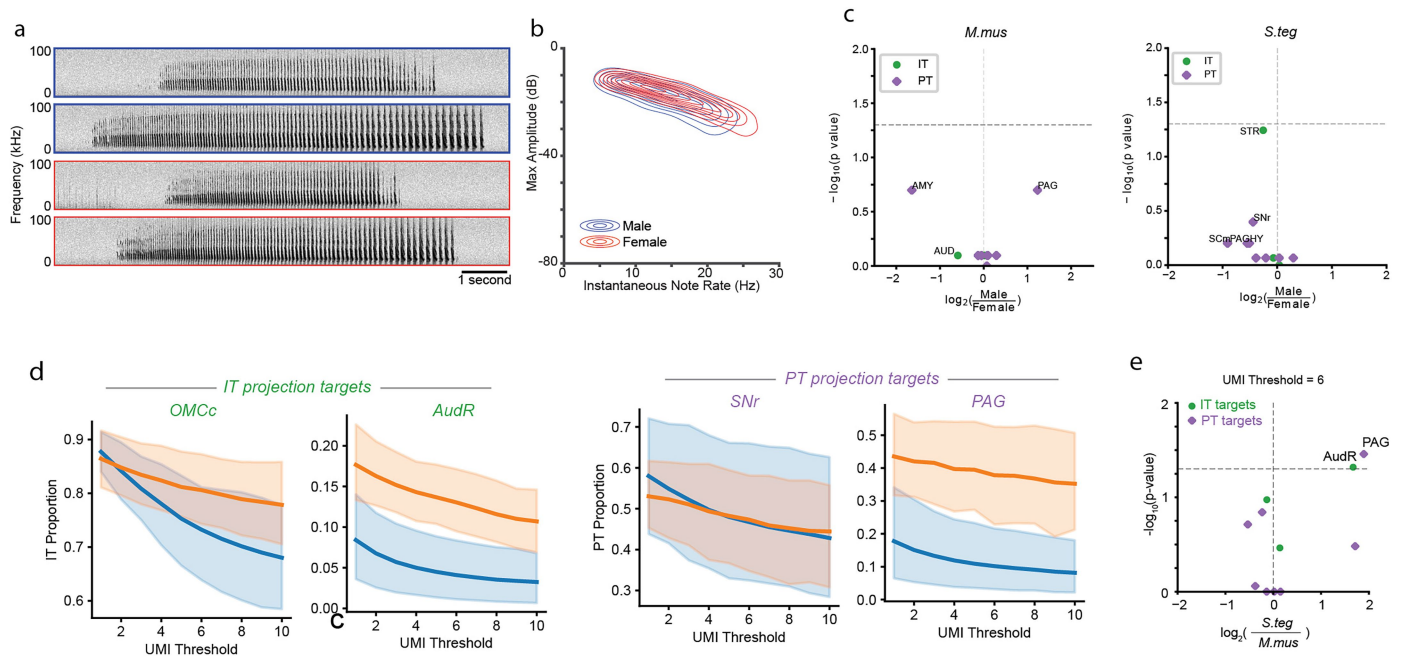 a
Frequency (kHz)
100
0
100
0
100
0
100
0
1 second
b
Max Amplitude (dB)
0
-40
-80
Male
Female
0 10 20 30
Instantaneous Note Rate (Hz)
c
M.mus
IT
PT
− log10(p value)
2.0
1.5
1.0
0.5
0.0
AMY
PAG
AUD
−2 −1 0 1 2
log2(Male/Female)
S.teg
IT
PT
− log10(p value)
2.0
1.5
1.0
0.5
0.0
STR
SNr
SCmPAGHY
−2 −1 0 1 2
log2(Male/Female)
d
IT projection targets
OMCc
IT Proportion
0.9
0.8
0.7
0.6
2 4 6 8 10
UMI Threshold
AudR
0.20
0.15
0.10
0.05
0.00
C
2 4 6 8 10
UMI Threshold
PT projection targets
SNr
PT Proportion
0.7
0.6
0.5
0.4
0.3
2 4 6 8 10
UMI Threshold
PAG
0.5
0.4
0.3
0.2
0.1
0.0
2 4 6 8 10
UMI Threshold
e
UMI Threshold = 6
IT targets
PT targets
-log10(p-value)
2
2
1
0
PAG
AudR
−2 −1 0 1 2
log2(S.teg/M.mus)